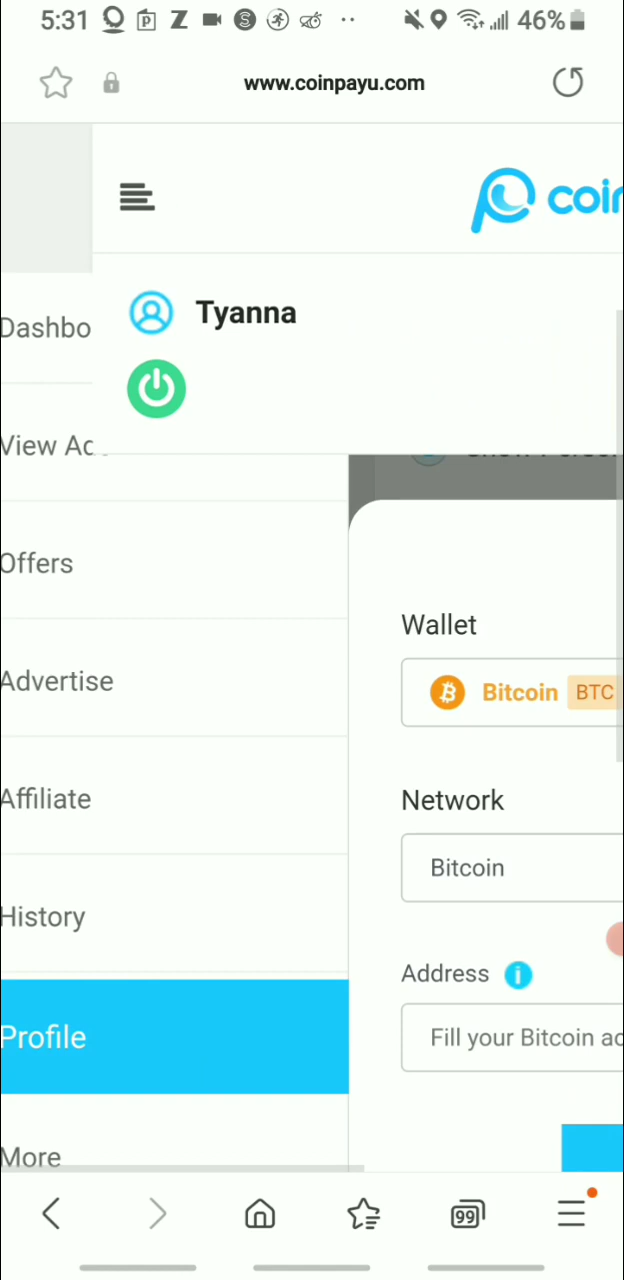 5:31
46%
www.coinpayu.com
coin
Tyanna
Dashbo
View Ac
Offers
Wallet
Bitcoin BTC
Advertise
Affiliate
Network
Bitcoin
History
Address
Profile
Fill your Bitcoin ad
More
99